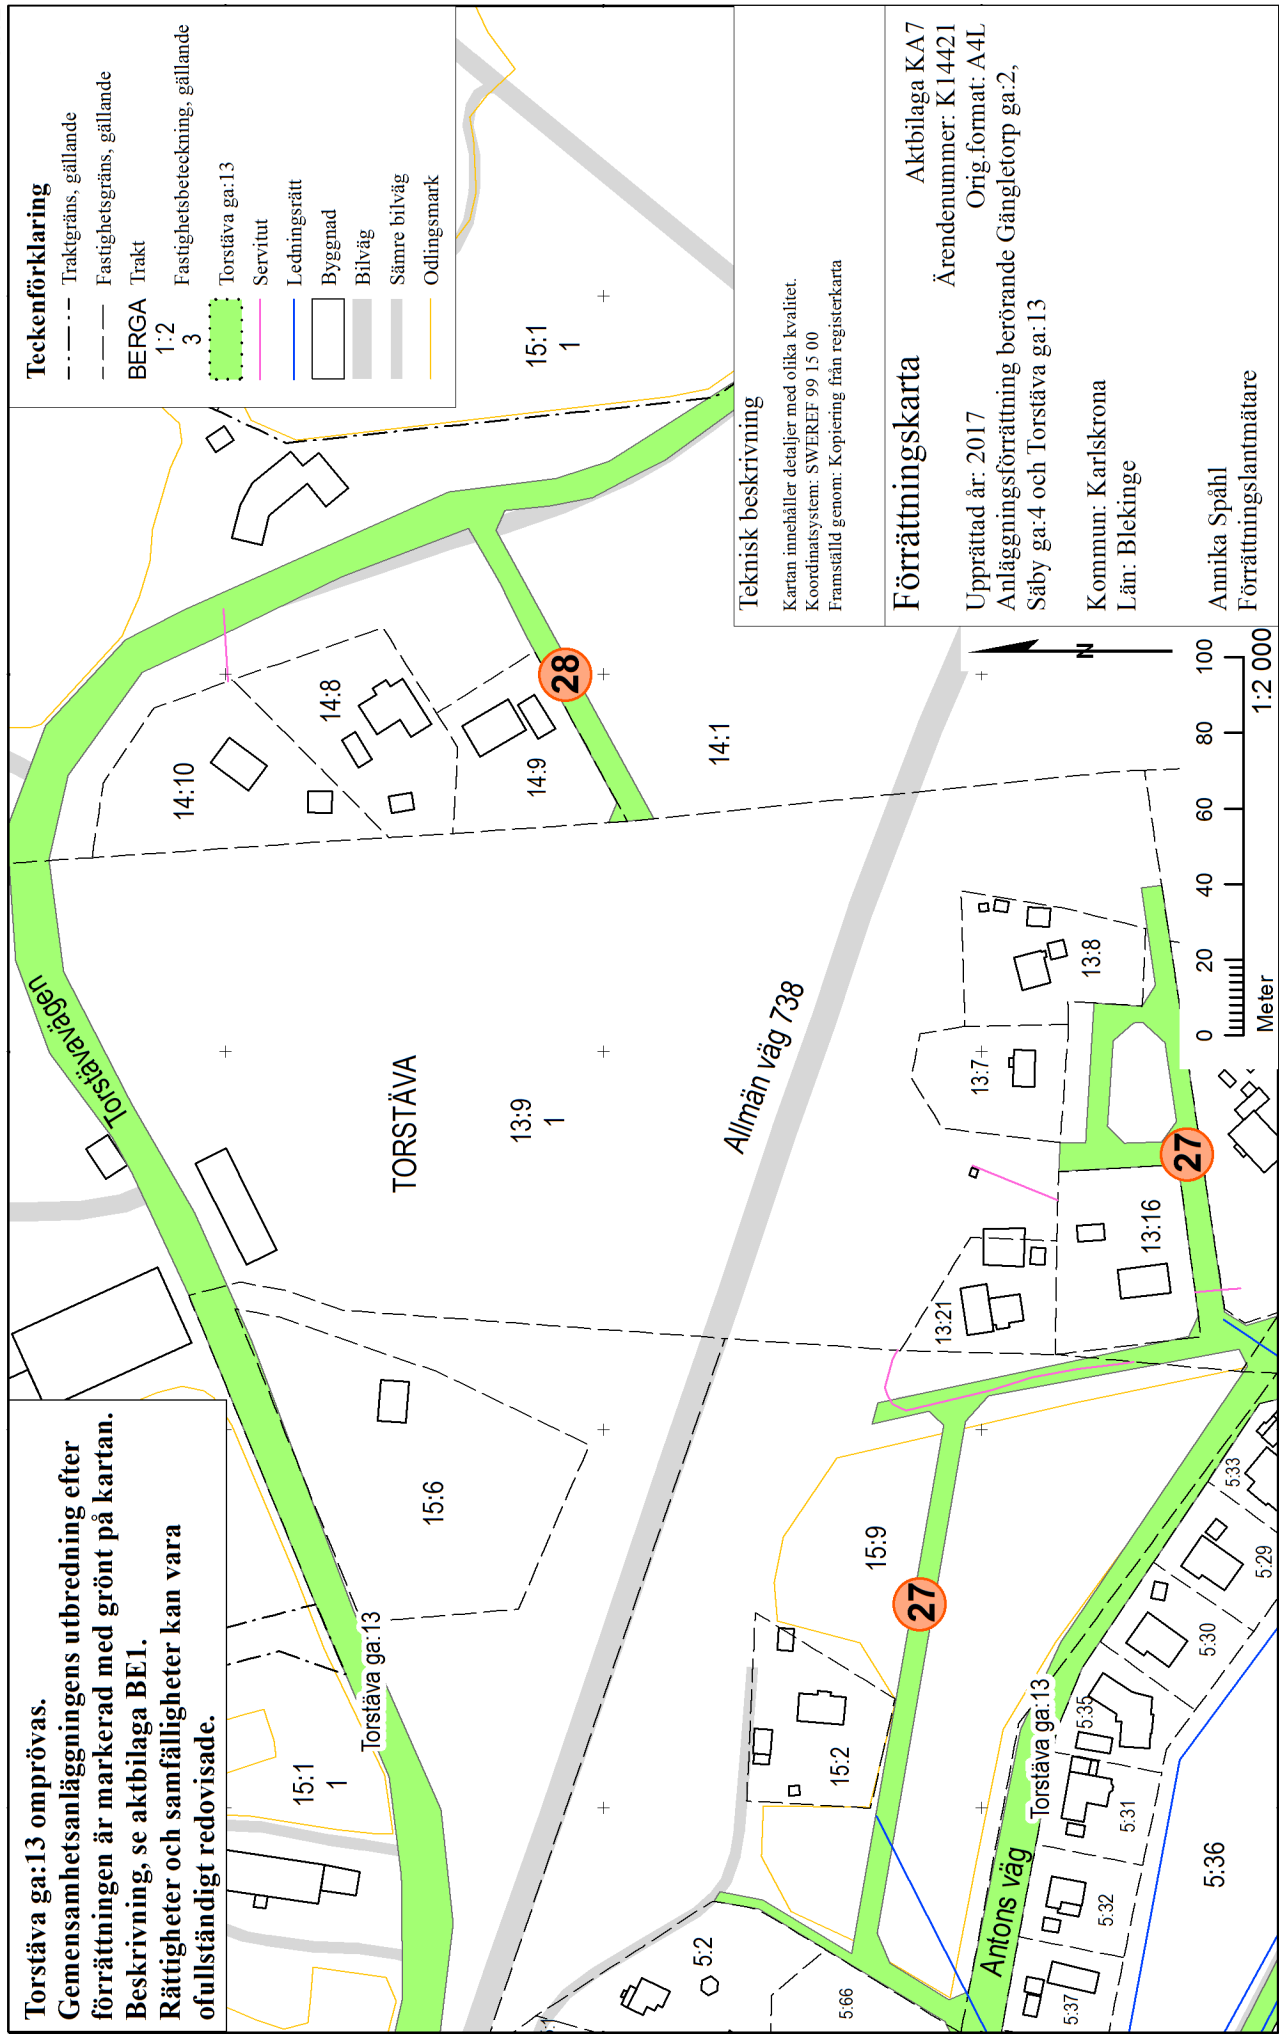 Torstäva ga:13 omprövas.
Gemensamhetsanläggningens utbredning efter
förrättningen är markerad med grönt på kartan.
Beskrivning, se aktbilaga BE1.
Rättigheter och samfälligheter kan vara
ofullständigt redovisade.
Teckenförklaring
Traktgräns, gällande
Fastighetsgräns, gällande
BERGA Trakt
1:2
3
Fastighetsbeteckning, gällande
Torstäva ga:13
Servitut
Ledningsrätt
Byggnad
Bilväg
Sämre bilväg
Odlingsmark
Torstävavägen
14:10
14:8
14:9
28
14:1
15:1
1
TORSTÄVA
13:9
1
15:1
1
Torstäva ga:13
15:6
Allmän väg 738
5:2
5:66
15:2
15:9
27
13:21
13:7
13:8
13:16
27
Antons väg
Torstäva ga:13
5:37
5:32
5:31
5:35
5:30
5:29
5:33
5:36
Teknisk beskrivning
Kartan innehåller detaljer med olika kvalitet.
Koordinatsystem: SWEREF 99 15 00
Framställd genom: Kopiering från registerkarta
Förrättningskarta
Aktbilaga KA7
Ärendenummer: K14421
Orig.format: A4L
Upprättad år: 2017
Anläggningsförrättning berörande Gängletorp ga:2,
Säby ga:4 och Torstäva ga:13
Kommun: Karlskrona
Län: Blekinge
Annika Spåhl
Förrättningslantmätare
N
0 20 40 60 80 100
Meter
1:2 000